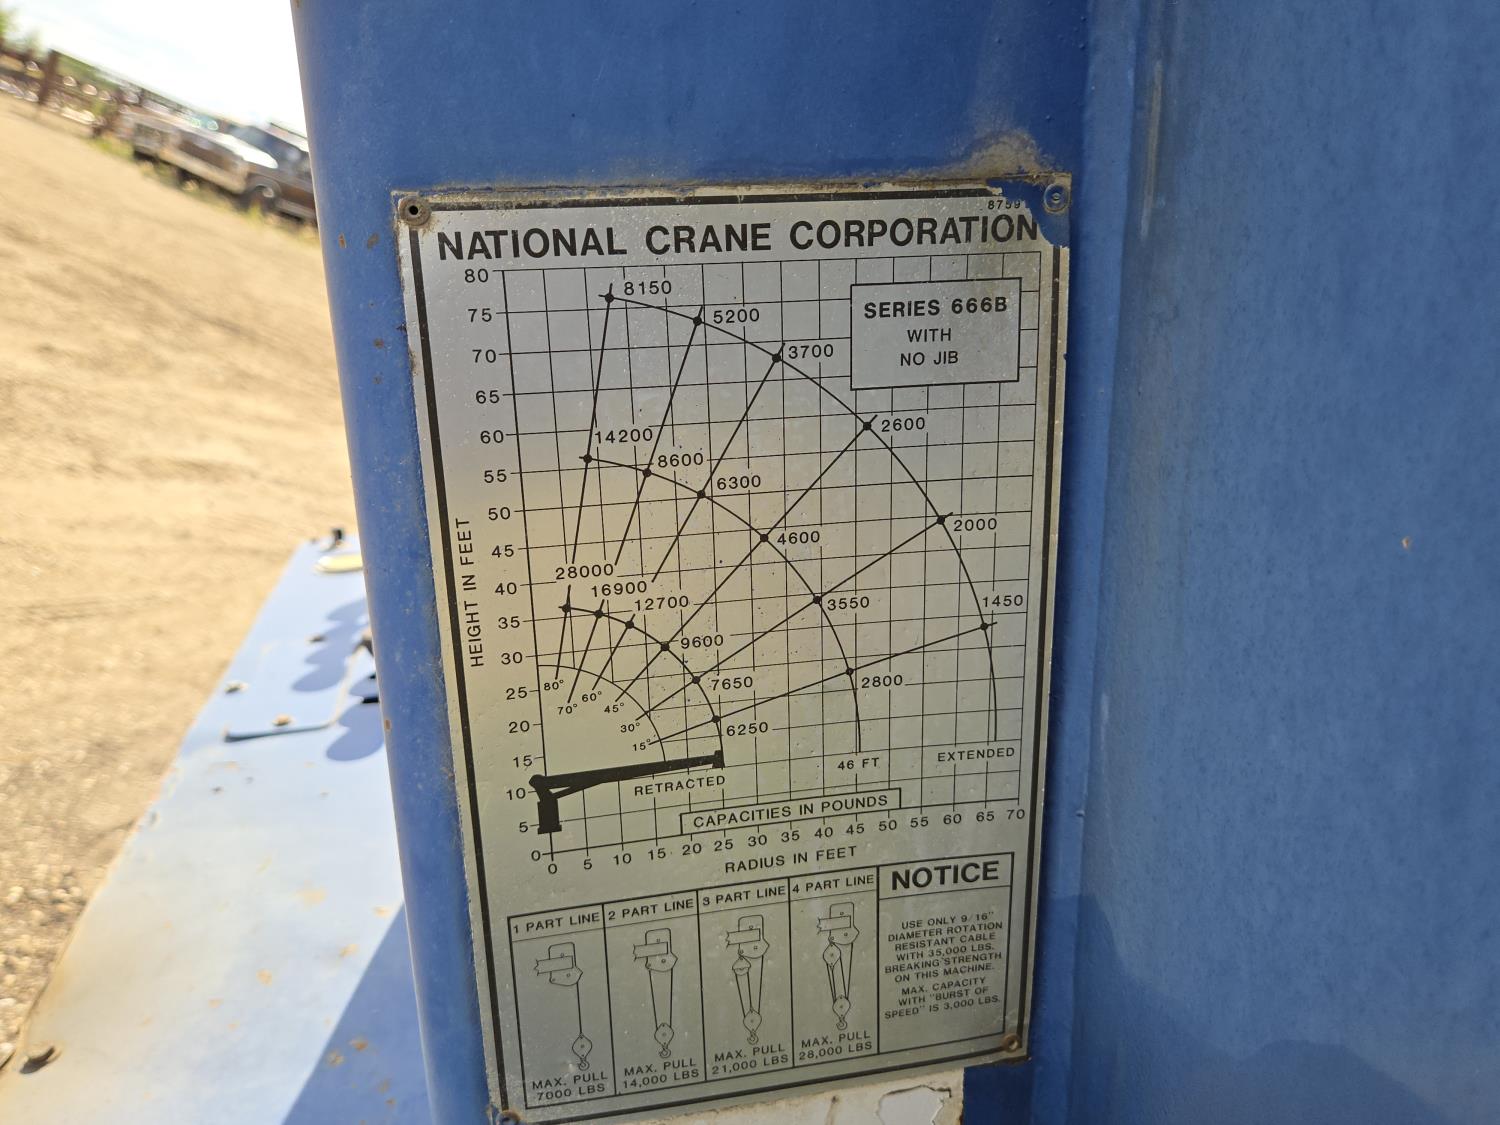 8759
NATIONAL CRANE CORPORATION
SERIES 666B
WITH
NO JIB
HEIGHT IN FEET
80
75
70
65
60
55
50
45
40
35
30
25
20
15
10
5
0
8150
5200
3700
2600
2000
1450
14200
8600
6300
4600
3550
2800
28000
16900
12700
9600
7650
6250
80°
70°
60°
45°
30°
15°
RETRACTED
46 FT
EXTENDED
CAPACITIES IN POUNDS
0 5 10 15 20 25 30 35 40 45 50 55 60 65 70
RADIUS IN FEET
1 PART LINE
MAX. PULL
7000 LBS
2 PART LINE
MAX. PULL
14,000 LBS
3 PART LINE
MAX. PULL
21,000 LBS
4 PART LINE
MAX. PULL
28,000 LBS
NOTICE
USE ONLY 9/16"
DIAMETER ROTATION
RESISTANT CABLE
WITH 35,000 LBS.
BREAKING STRENGTH
ON THIS MACHINE.
MAX. CAPACITY
WITH "BURST OF
SPEED" IS 3,000 LBS.